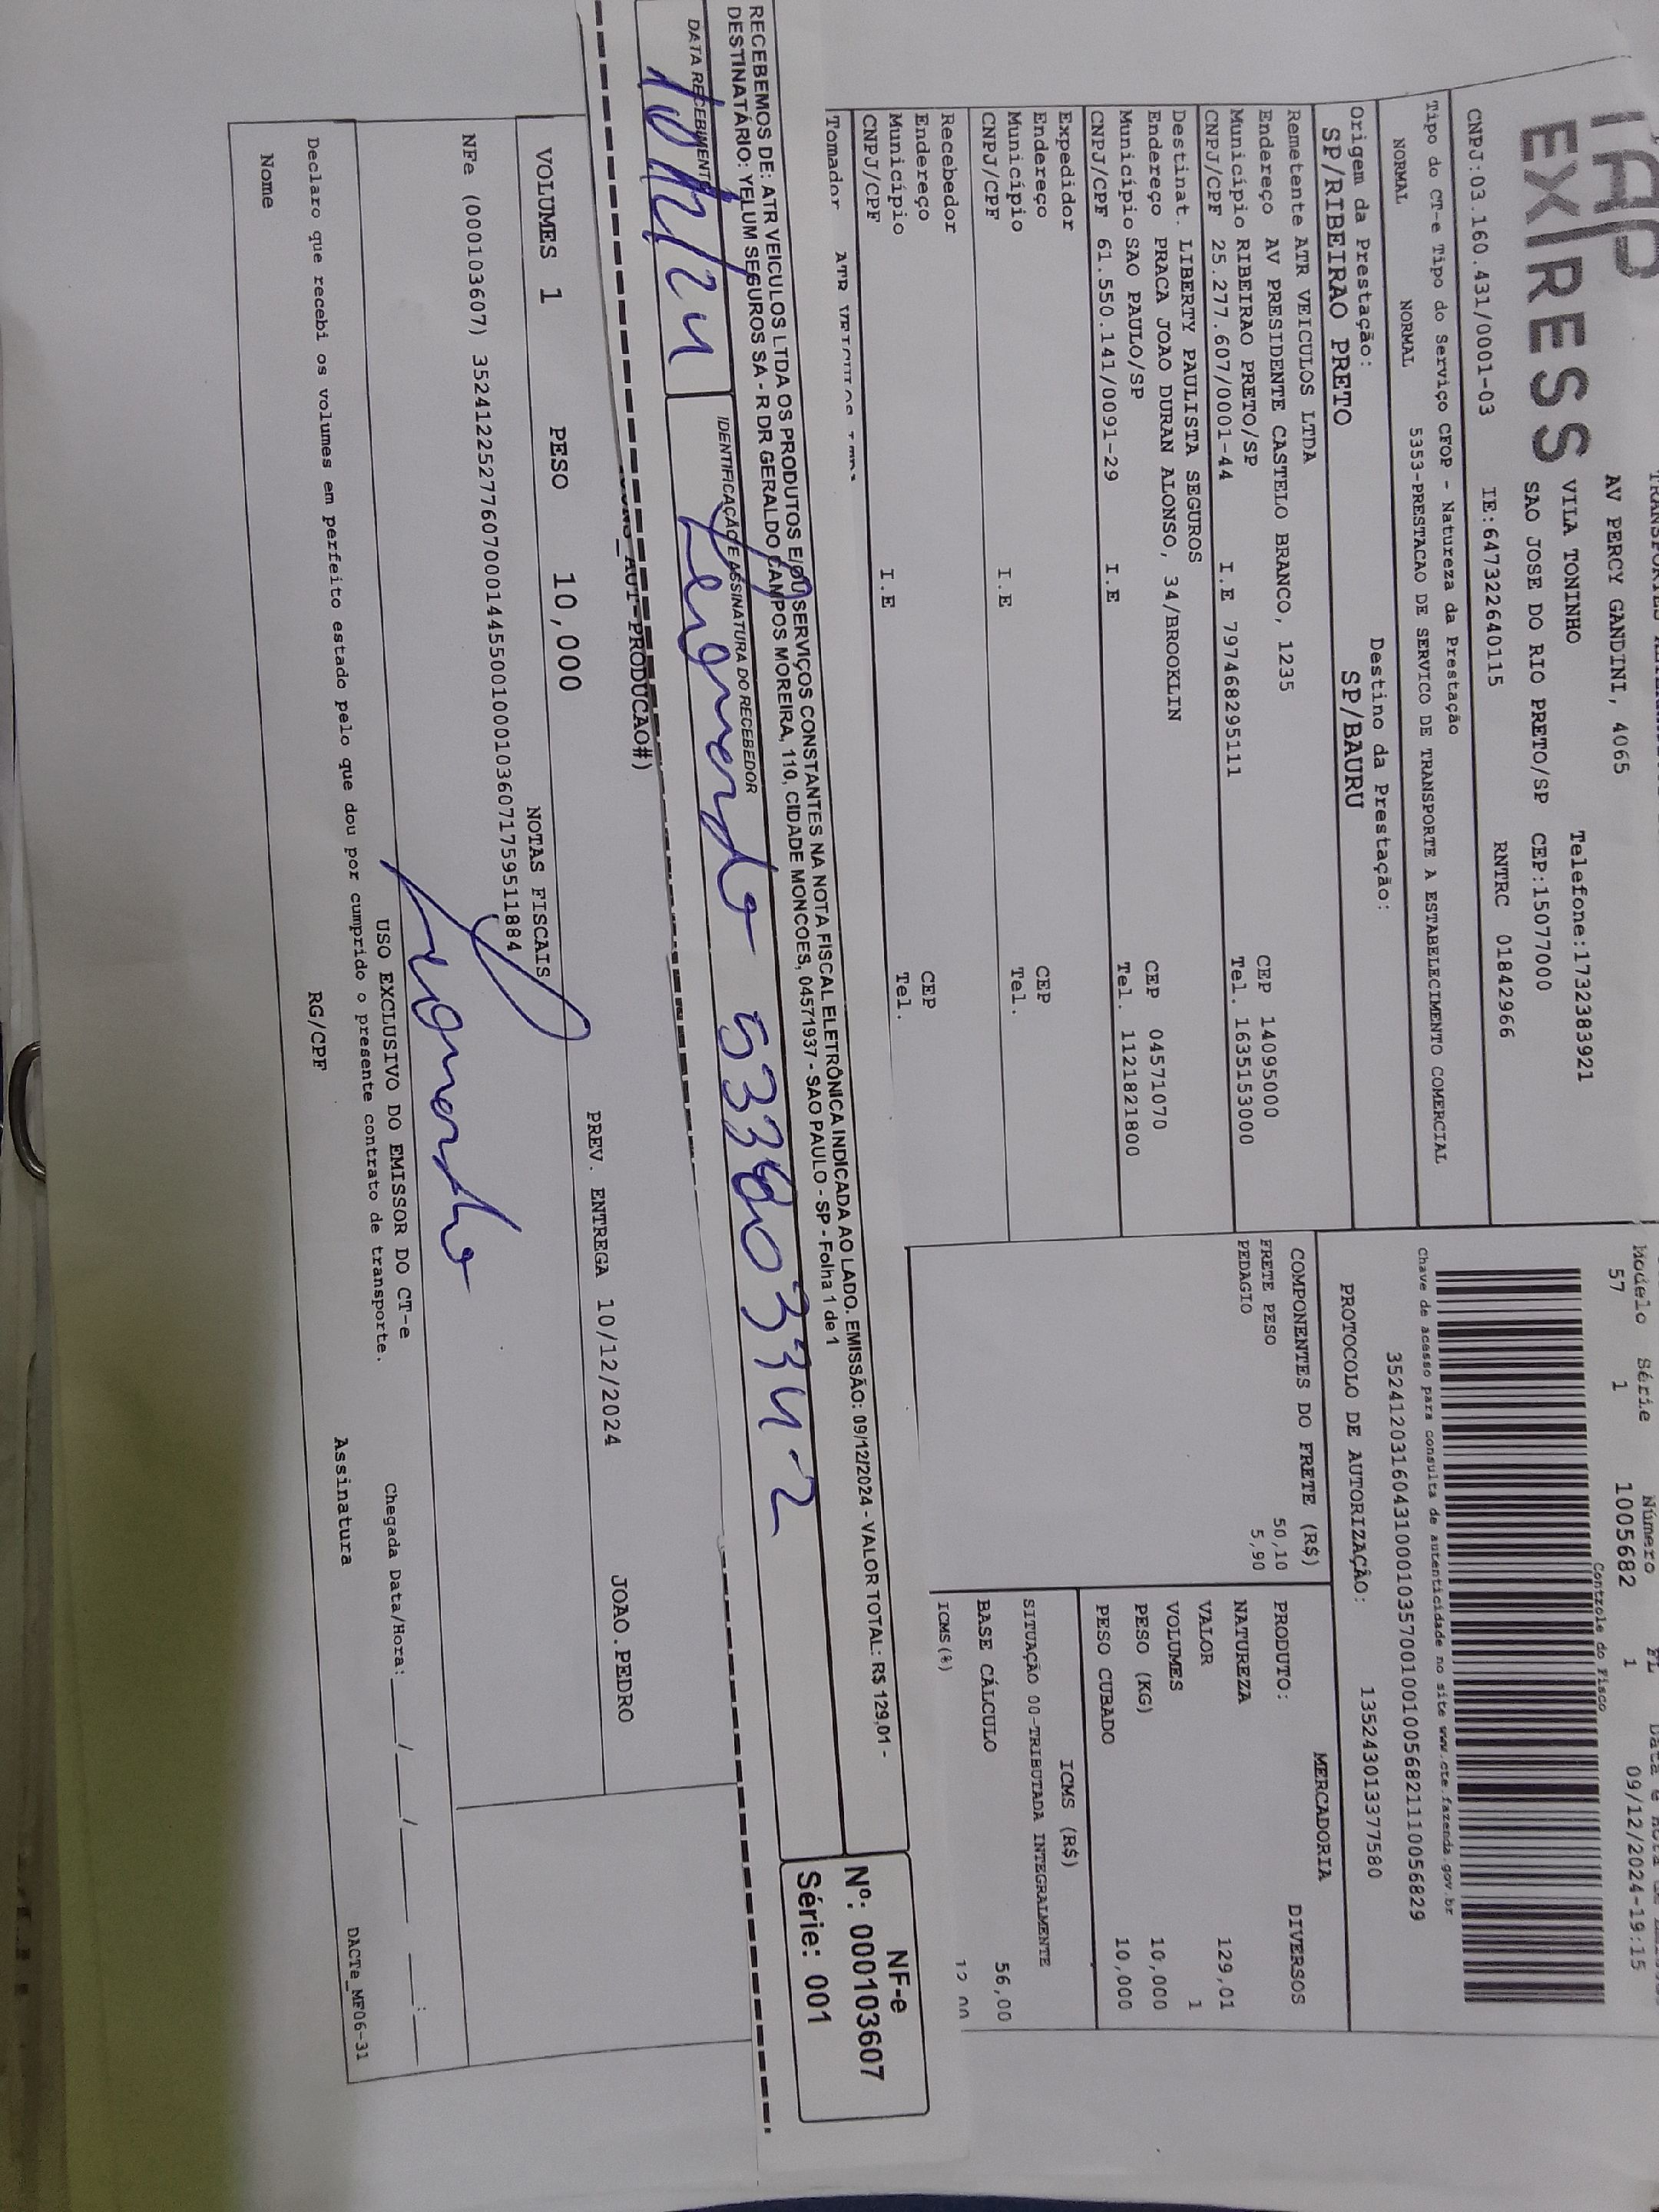 EXPRESS
AV PERCY GANDINI, 4065
VILA TONINHO Telefone:1732383921
SAO JOSE DO RIO PRETO/SP CEP:15077000
CNPJ:03.160.431/0001-03 IE:647322640115 RNTRC 01842966
Modelo Série Número FL
57 1 1005682 1 09/12/2024-19:15
Controle do Fisco
Tipo do CT-e Tipo do Serviço CFOP - Natureza da Prestação
NORMAL NORMAL 5353-PRESTACAO DE SERVICO DE TRANSPORTE A ESTABELECIMENTO COMERCIAL
Chave de acesso para consulta de autenticidade no site www.cte.fazenda.gov.br
35241203160431000103570010010056821110056829
PROTOCOLO DE AUTORIZAÇÃO: 135243013377580
Origem da Prestação: Destino da Prestação:
SP/RIBEIRAO PRETO SP/BAURU
Remetente ATR VEICULOS LTDA
Endereço AV PRESIDENTE CASTELO BRANCO, 1235 CEP 14095000
Município RIBEIRAO PRETO/SP Tel. 1635153000
CNPJ/CPF 25.277.607/0001-44 I.E 797468295111
Destinat. LIBERTY PAULISTA SEGUROS
Endereço PRACA JOAO DURAN ALONSO, 34/BROOKLIN CEP 04571070
Município SAO PAULO/SP Tel. 1121821800
CNPJ/CPF 61.550.141/0091-29 I.E
Expedidor
Endereço CEP
Município Tel.
CNPJ/CPF I.E
Recebedor
Endereço CEP
Município Tel.
CNPJ/CPF I.E
Tomador
COMPONENTES DO FRETE (R$)
FRETE PESO 50,10
PEDAGIO 5,90
MERCADORIA
PRODUTO: DIVERSOS
NATUREZA
VALOR 129,01
VOLUMES 1
PESO (KG) 10,000
PESO CUBADO 10,000
ICMS (R$)
SITUAÇÃO 00-TRIBUTADA INTEGRALMENTE
BASE CÁLCULO 56,00
ICMS(%)
RECEBEMOS DE: ATR VEICULOS LTDA OS PRODUTOS E/OU SERVIÇOS CONSTANTES NA NOTA FISCAL ELETRÔNICA INDICADA AO LADO. EMISSÃO: 09/12/2024 - VALOR TOTAL: R$ 129,01 -
DESTINATÁRIO: YELUM SEGUROS SA - R DR GERALDO CAMPOS MOREIRA, 110, CIDADE MONCOES, 04571937 - SAO PAULO - SP - Folha 1 de 1
NF-e
Nº: 000103607
Série: 001
DATA RECEBIMENTO IDENTIFICAÇÃO E ASSINATURA DO RECEBEDOR
10/12/24 Leonardo
PRODUCAO#)
VOLUMES 1 PESO 10,000 PREV. ENTREGA 10/12/2024 JOAO.PEDRO
NOTAS FISCAIS
NFe (000103607) 35241225277607000144550010001036071759511884
Leonardo
USO EXCLUSIVO DO EMISSOR DO CT-e
Declaro que recebi os volumes em perfeito estado pelo que dou por cumprido o presente contrato de transporte.
Chegada Data/Hora: ___/___/____ ___:___
Nome RG/CPF Assinatura
DACTe_MF06-31